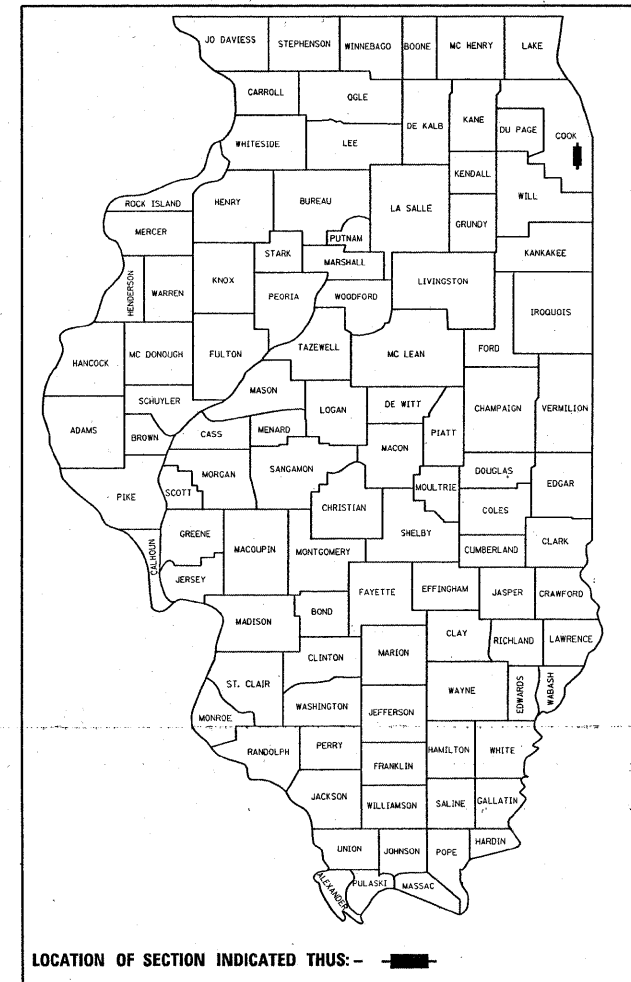 JO DAVIESS STEPHENSON WINNEBAGO BOONE MC HENRY LAKE
CARROLL OGLE DE KALB KANE DU PAGE COOK
WHITESIDE LEE
KENDALL WILL
ROCK ISLAND HENRY BUREAU LA SALLE GRUNDY
MERCER PUTNAM KANKAKEE
STARK MARSHALL
HENDERSON WARREN KNOX PEORIA WOODFORD LIVINGSTON IROQUOIS
HANCOCK MC DONOUGH FULTON TAZEWELL MC LEAN FORD
MASON
SCHUYLER LOGAN DE WITT CHAMPAIGN VERMILION
ADAMS BROWN CASS MENARD MACON PIATT
MORGAN SANGAMON DOUGLAS EDGAR
PIKE SCOTT CHRISTIAN MOULTRIE COLES
GREENE MACOUPIN MONTGOMERY SHELBY CUMBERLAND CLARK
CALHOUN JERSEY
FAYETTE EFFINGHAM JASPER CRAWFORD
MADISON BOND
CLAY RICHLAND LAWRENCE
CLINTON MARION
ST. CLAIR WAYNE EDWARDS WABASH
MONROE WASHINGTON JEFFERSON
RANDOLPH PERRY HAMILTON WHITE
FRANKLIN
JACKSON WILLIAMSON SALINE GALLATIN
UNION JOHNSON POPE HARDIN
ALEXANDER PULASKI MASSAC
LOCATION OF SECTION INDICATED THUS: -